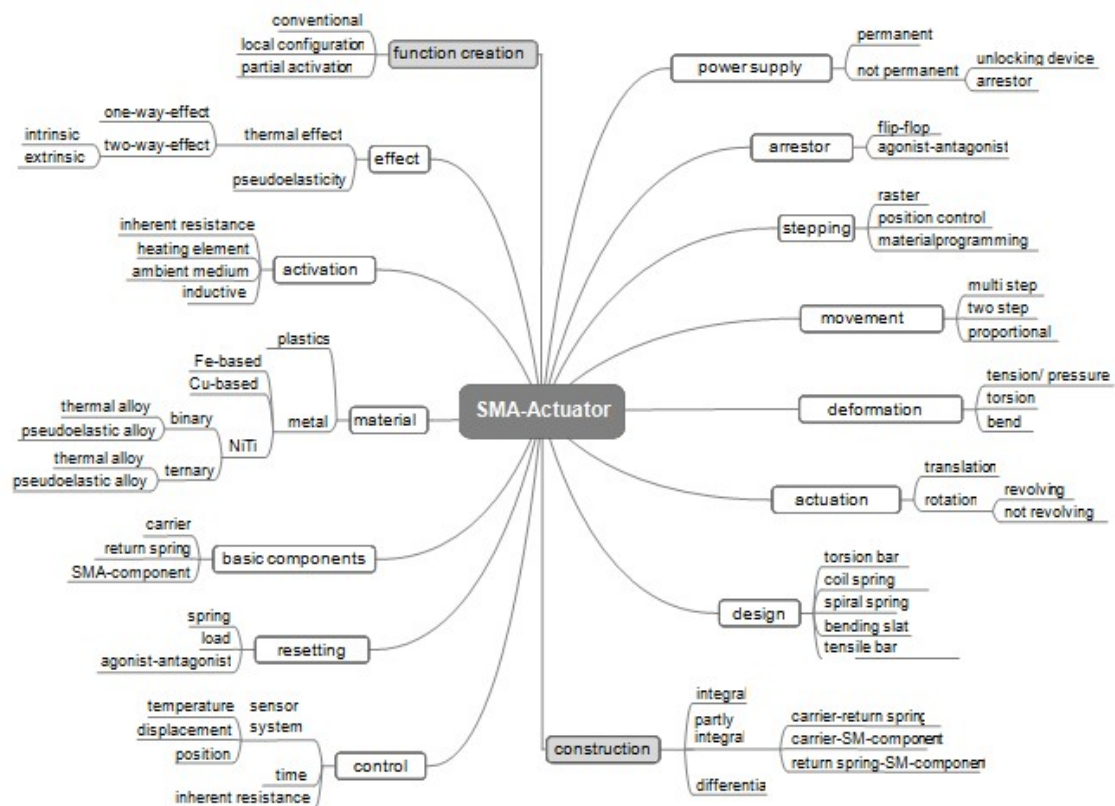 conventional
local configuration
partial activation
function creation
one-way-effect
intrinsic
extrinsic
two-way-effect
thermal effect
pseudoelasticity
effect
inherent resistance
heating element
ambient medium
inductive
activation
plastics
Fe-based
Cu-based
metal
thermal alloy
pseudoelastic alloy
binary
NiTi
thermal alloy
pseudoelastic alloy
ternary
material
carrier
return spring
SMA-component
basic components
spring
load
agonist-antagonist
resetting
temperature
displacement
position
sensor
system
time
inherent resistance
control
SMA-Actuator
power supply
permanent
not permanent
unlocking device
arrestor
arrestor
flip-flop
agonist-antagonist
stepping
raster
position control
materialprogramming
movement
multi step
two step
proportional
deformation
tension/ pressure
torsion
bend
actuation
translation
rotation
revolving
not revolving
design
torsion bar
coil spring
spiral spring
bending slat
tensile bar
construction
integral
partly
integral
carrier-return spring
carrier-SM-component
return spring-SM-component
differentia